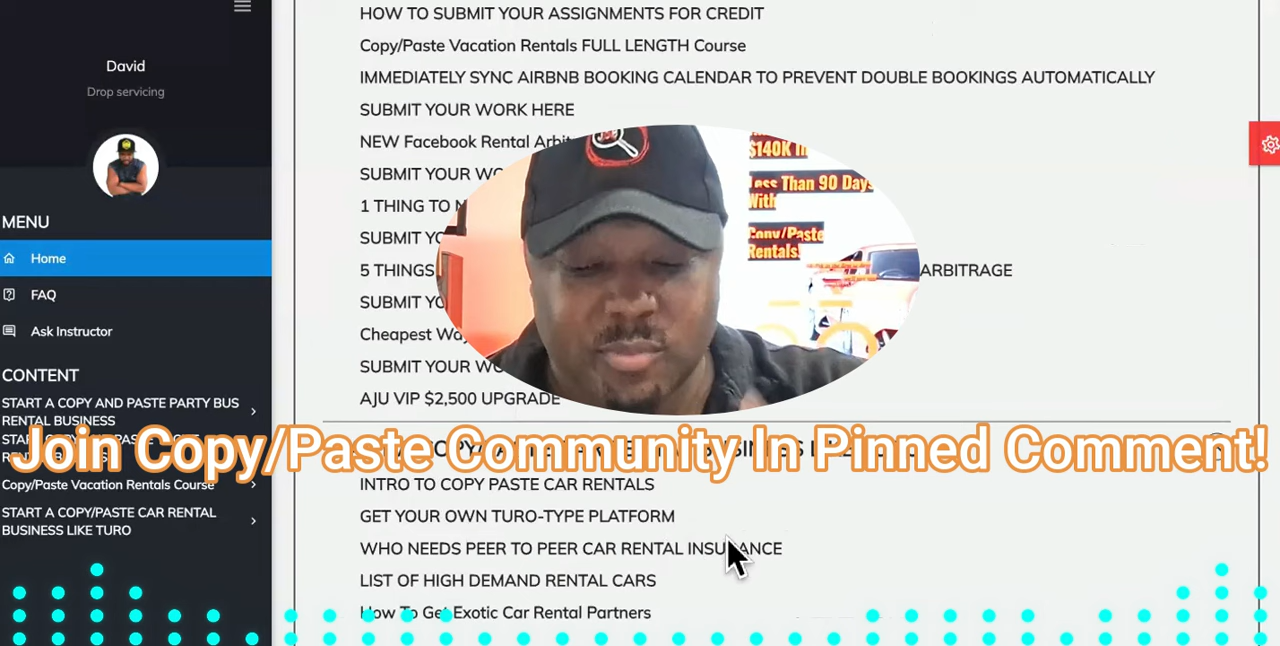 David
Drop servicing
MENU
Home
FAQ
Ask Instructor
CONTENT
START A COPY AND PASTE PARTY BUS
RENTAL BUSINESS
Copy/Paste Vacation Rentals Course
START A COPY/PASTE CAR RENTAL
BUSINESS LIKE TURO
HOW TO SUBMIT YOUR ASSIGNMENTS FOR CREDIT
Copy/Paste Vacation Rentals FULL LENGTH Course
IMMEDIATELY SYNC AIRBNB BOOKING CALENDAR TO PREVENT DOUBLE BOOKINGS AUTOMATICALLY
SUBMIT YOUR WORK HERE
NEW Facebook Rental
SUBMIT YOUR
1 THING TO
SUBMIT
5 THINGS
ARBITRAGE
SUBMIT
Cheapest
SUBMIT YOUR
AJU VIP $2,500 UPGRADE
$140K
Less Than 90 Days
With
Copy/Paste
Rentals!
Join Copy/Paste Community In Pinned Comment!
INTRO TO COPY PASTE CAR RENTALS
GET YOUR OWN TURO-TYPE PLATFORM
WHO NEEDS PEER TO PEER CAR RENTAL INSURANCE
LIST OF HIGH DEMAND RENTAL CARS
How To Get Exotic Car Rental Partners